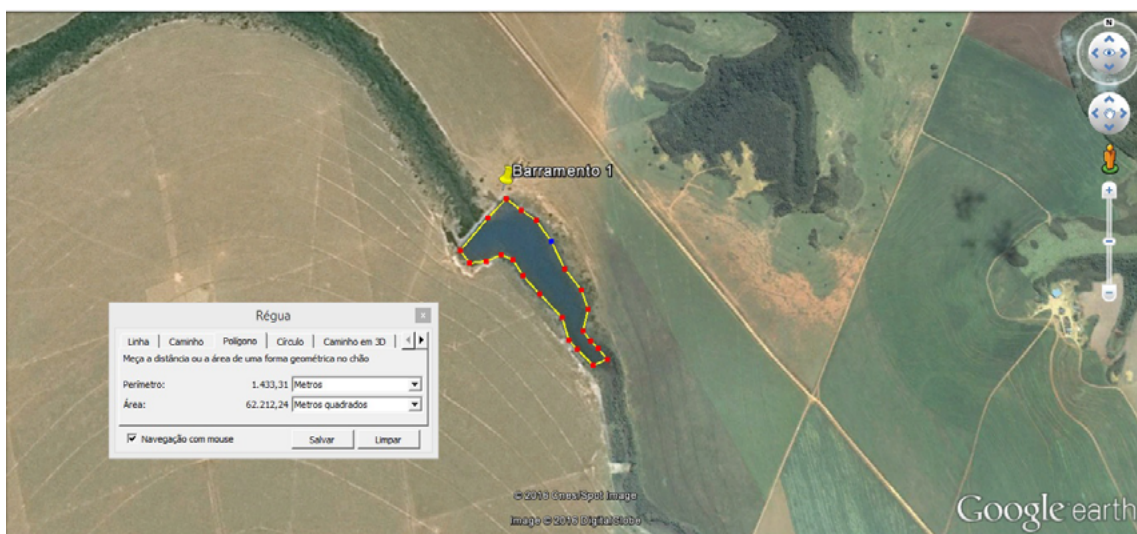 N
Barramento 1
Régua
Linha Caminho Polígono Círculo Caminho em 3D
Meça a distância ou a área de uma forma geométrica no chão
Perímetro: 1.433,31 Metros
Área: 62.212,24 Metros quadrados
Navegação com mouse Salvar Limpar
© 2016 Cnes/Spot Image
Image © 2016 DigitalGlobe
Google earth